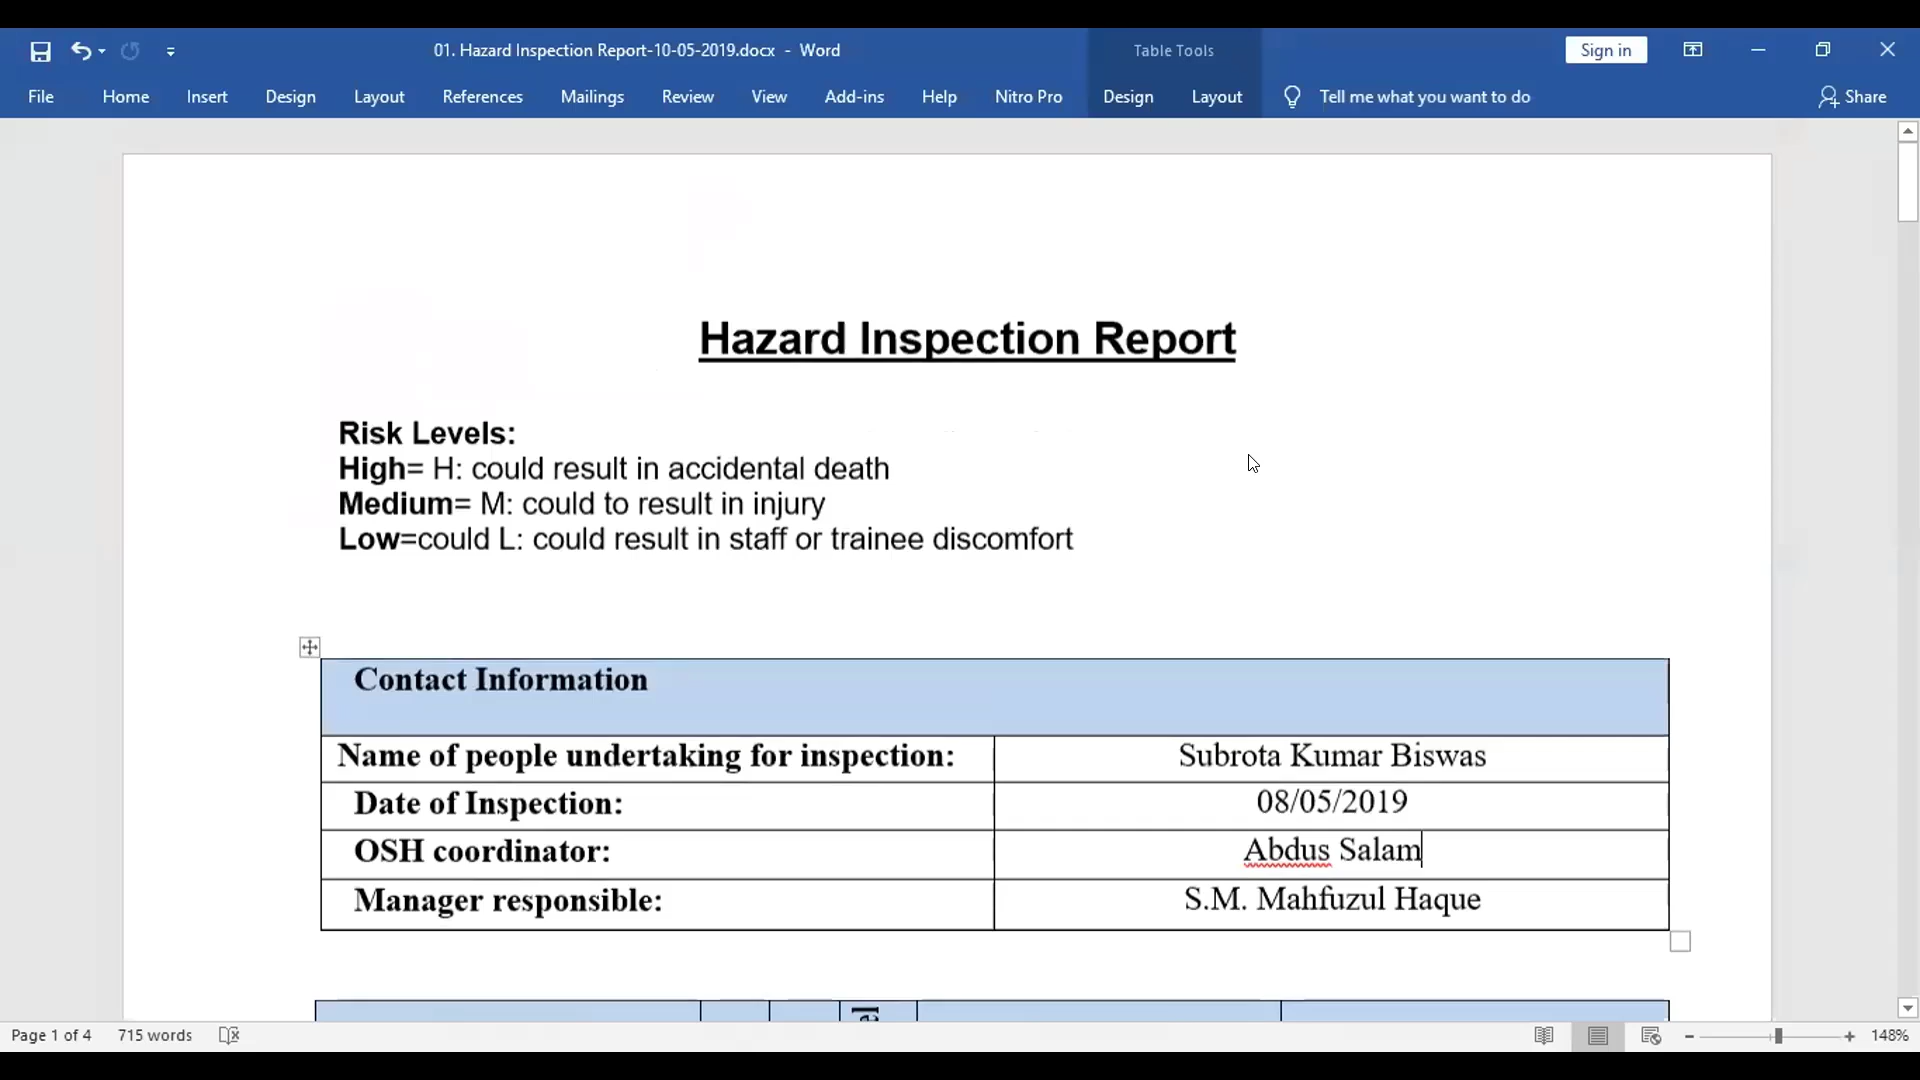 01. Hazard Inspection Report-10-05-2019.docx - Word
Table Tools
Sign in
File Home Insert Design Layout References Mailings Review View Add-ins Help Nitro Pro Design Layout Tell me what you want to do Share
Hazard Inspection Report
Risk Levels:
High= H: could result in accidental death
Medium= M: could to result in injury
Low=could L: could result in staff or trainee discomfort
Contact Information
Name of people undertaking for inspection: Subrota Kumar Biswas
Date of Inspection: 08/05/2019
OSH coordinator: Abdus Salam
Manager responsible: S.M. Mahfuzul Haque
Page 1 of 4 715 words 148%